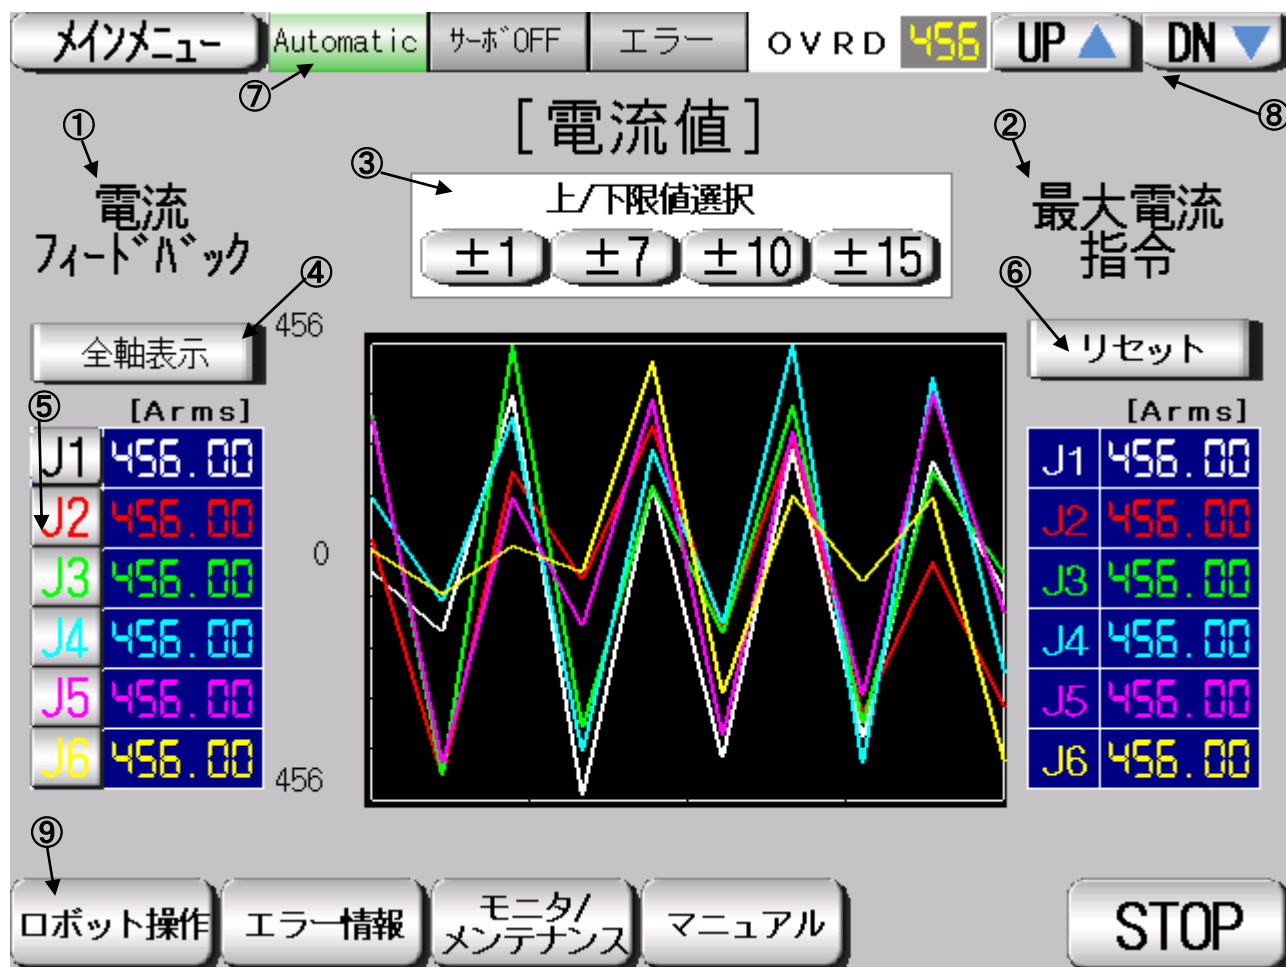 メインメニュー Automatic サーボOFF エラー OVRD 456 UP DN
⑦ ⑧
[電流値]
① ②
③
電流
フィードバック
上/下限値選択
±1 ±7 ±10 ±15
最大電流
指令
④ ⑥
全軸表示
456
リセット
⑤
[Arms] [Arms]
J1 456.00 J1 456.00
J2 456.00 J2 456.00
0
J3 456.00 J3 456.00
J4 456.00 J4 456.00
J5 456.00 J5 456.00
J6 456.00 J6 456.00
456
⑨
ロボット操作 エラー情報 モニタ/
メンテナンス マニュアル STOP